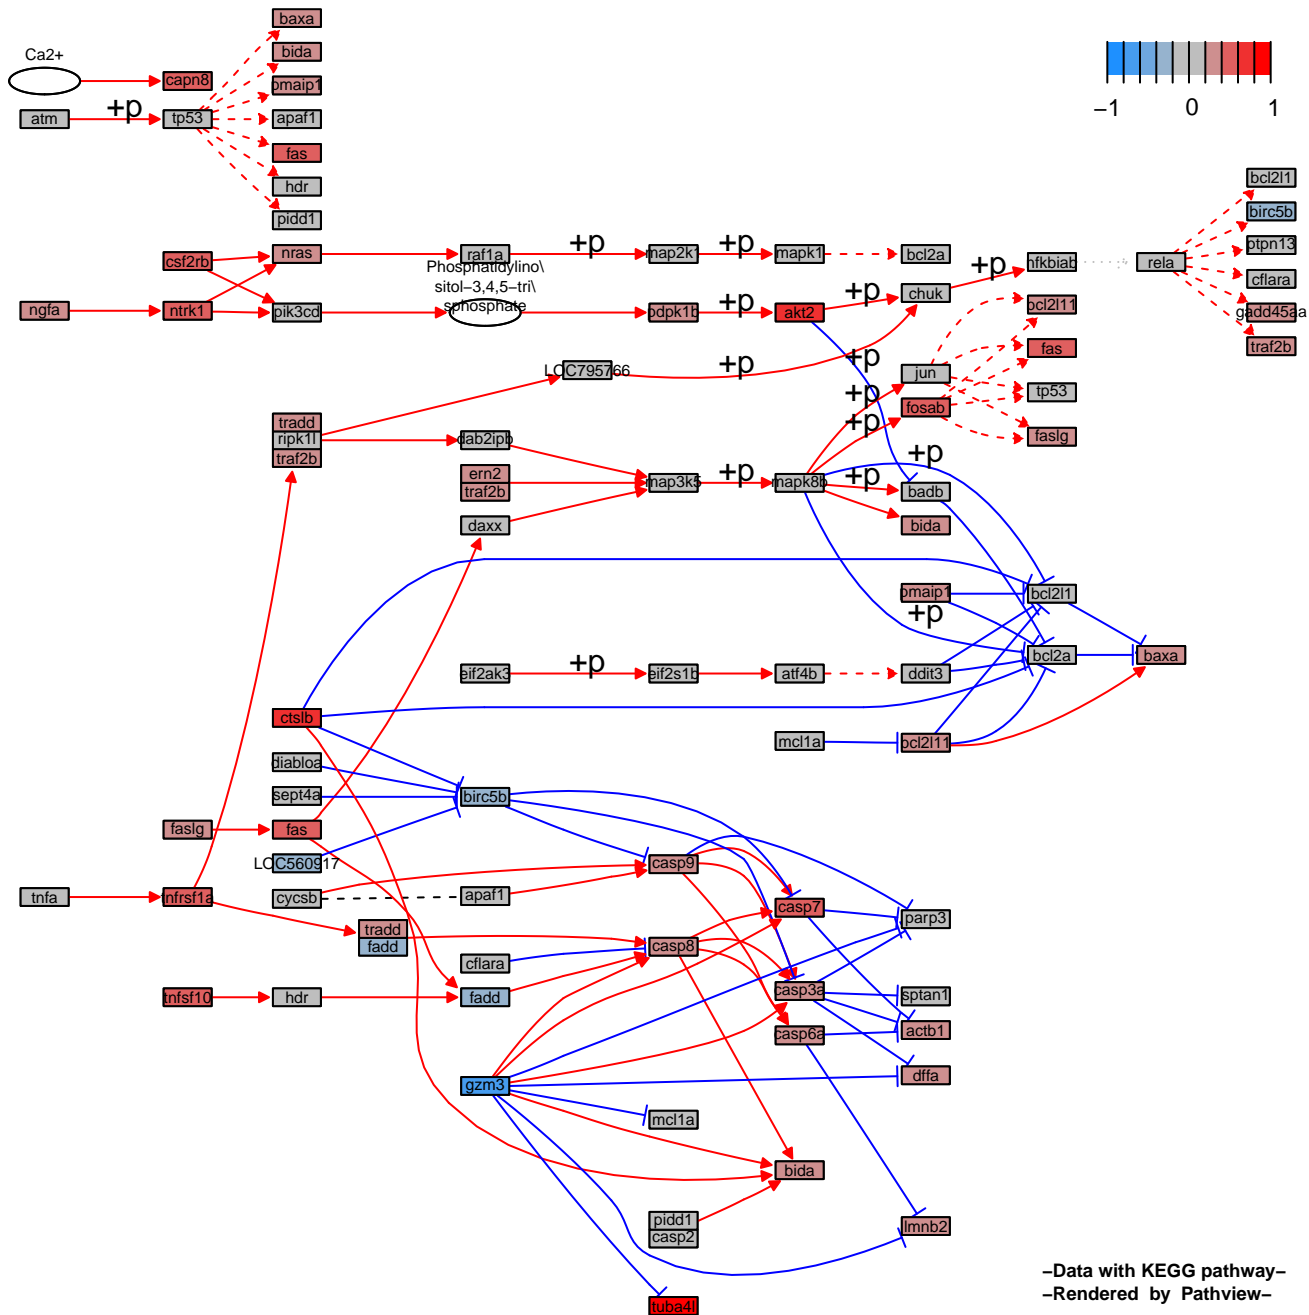 baxa
Ca2+
bida
capn8
pmaip1
−1
0
1
atm
+p
tp53
apaf1
fas
hdr
bcl2l1
pidd1
birc5b
csf2rb
nras
raf1a
+p
map2k1
+p
mapk1
bcl2a
nfkbiab
rela
ptpn13
Phosphatidylino\
sitol−3,4,5−tri\
sphosphate
+p
cflara
ngfa
ntrk1
pik3cd
pdpk1b
akt2
+p
chuk
bcl2l11
gadd45aa
traf2b
LOC795766
+p
+p
jun
fas
tp53
+p
fosab
faslg
tradd
ripk1l
traf2b
dab2ipb
+p
ern2
traf2b
map3k5
+p
mapk8b
+p
+p
badb
daxx
bida
pmaip1
bcl2l1
+p
eif2ak3
+p
eif2s1b
atf4b
ddit3
bcl2a
baxa
ctslb
mcl1a
bcl2l11
diabloa
sept4a
birc5b
faslg
fas
LOC560917
casp9
tnfa
tnfrsf1a
cycsb
apaf1
casp7
parp3
tradd
fadd
casp8
cflara
tnfsf10
hdr
fadd
casp3a
sptan1
casp6a
actb1
gzm3
dffa
mcl1a
bida
pidd1
casp2
lmnb2
tuba4l
−Data with KEGG pathway−
−Rendered by Pathview−